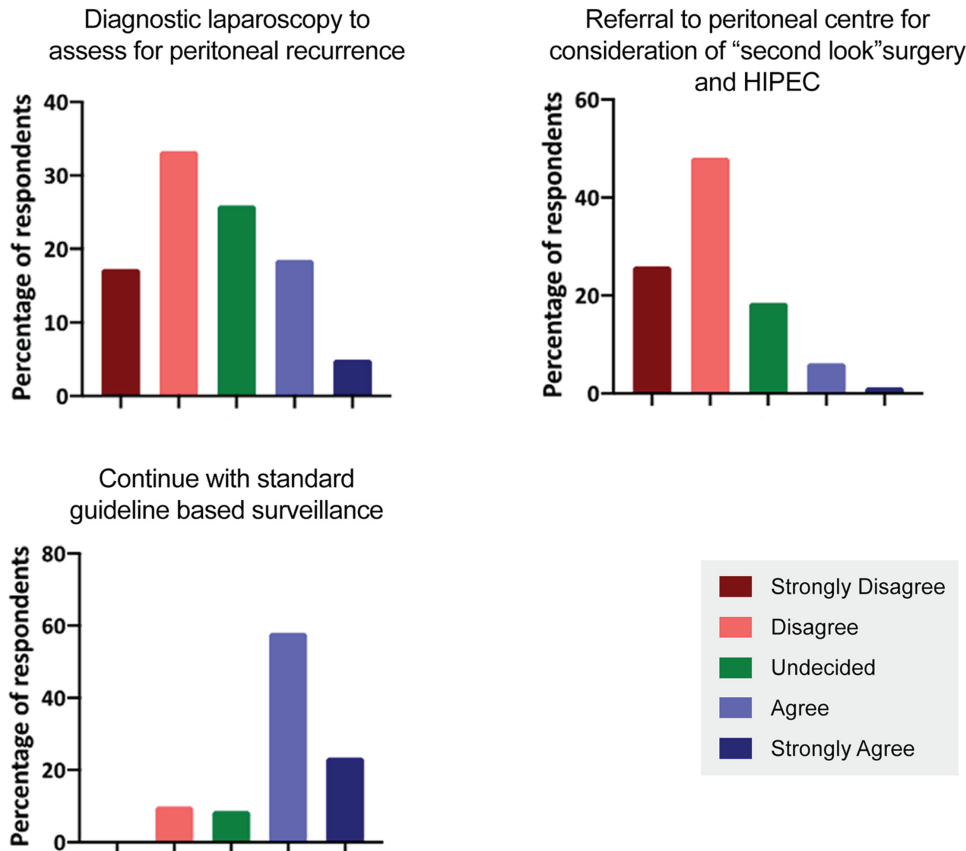 Diagnostic laparoscopy to
assess for peritoneal recurrence
Percentage of respondents
40
30
20
10
0
Referral to peritoneal centre for
consideration of “second look”surgery
and HIPEC
Percentage of respondents
60
40
20
0
Continue with standard
guideline based surveillance
Percentage of respondents
80
60
40
20
0
Strongly Disagree
Disagree
Undecided
Agree
Strongly Agree